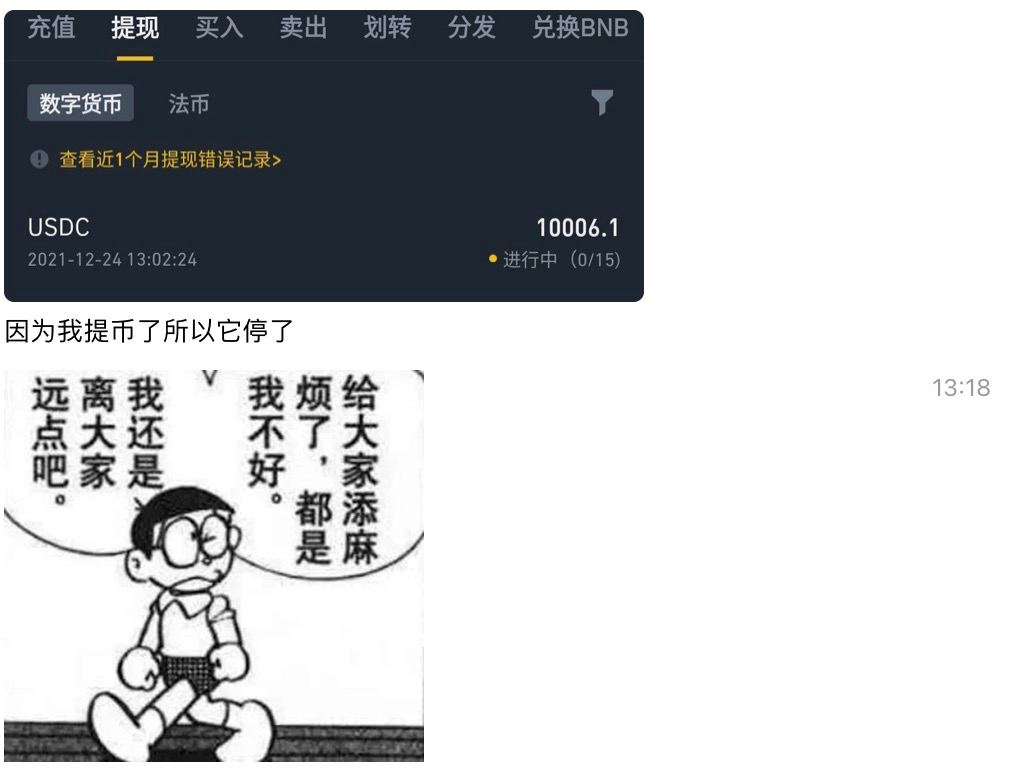 充值 提现 买入 卖出 划转 分发 兑换BNB
数字货币 法币
查看近1个月提现错误记录>
USDC 10006.1
2021-12-24 13:02:24 进行中 (0/15)
因为我提币了所以它停了
13:18
给大家添麻
烦了，都是
我不好。
我还是
离大家
远点吧。